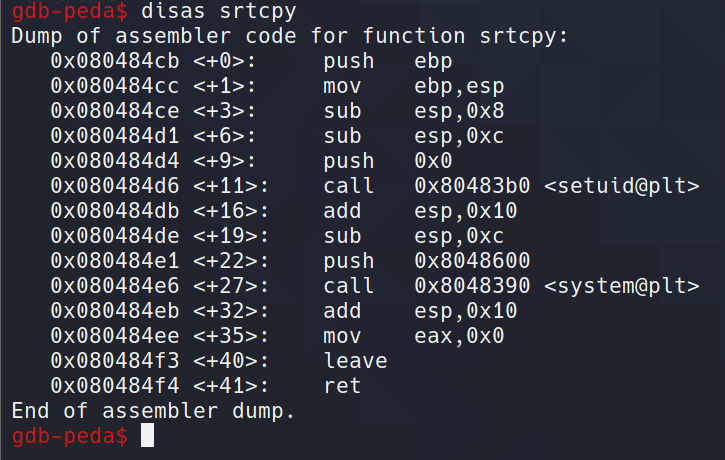 gdb-peda$ disas srtcpy
Dump of assembler code for function srtcpy:
   0x080484cb <+0>:     push   ebp
   0x080484cc <+1>:     mov    ebp,esp
   0x080484ce <+3>:     sub    esp,0x8
   0x080484d1 <+6>:     sub    esp,0xc
   0x080484d4 <+9>:     push   0x0
   0x080484d6 <+11>:    call   0x80483b0 <setuid@plt>
   0x080484db <+16>:    add    esp,0x10
   0x080484de <+19>:    sub    esp,0xc
   0x080484e1 <+22>:    push   0x8048600
   0x080484e6 <+27>:    call   0x8048390 <system@plt>
   0x080484eb <+32>:    add    esp,0x10
   0x080484ee <+35>:    mov    eax,0x0
   0x080484f3 <+40>:    leave
   0x080484f4 <+41>:    ret
End of assembler dump.
gdb-peda$